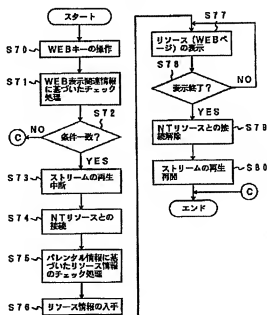 スタート
S70
WEBキーの操作
S71
WEB表示関連情報
に基づいたチェック
処理
S72
条件一致?
NO
C
YES
S73
ストリームの再生
中断
S74
NTリソースとの
接続
S75
パレンタル情報に基
づいたリソース情報
のチェック処理
S76
リソース情報の入手
S77
リソース(WEBペ
ージ)の表示
S78
表示終了?
NO
YES
NTリソースとの接
続解除
S79
ストリームの再生
再開
S80
C
エンド